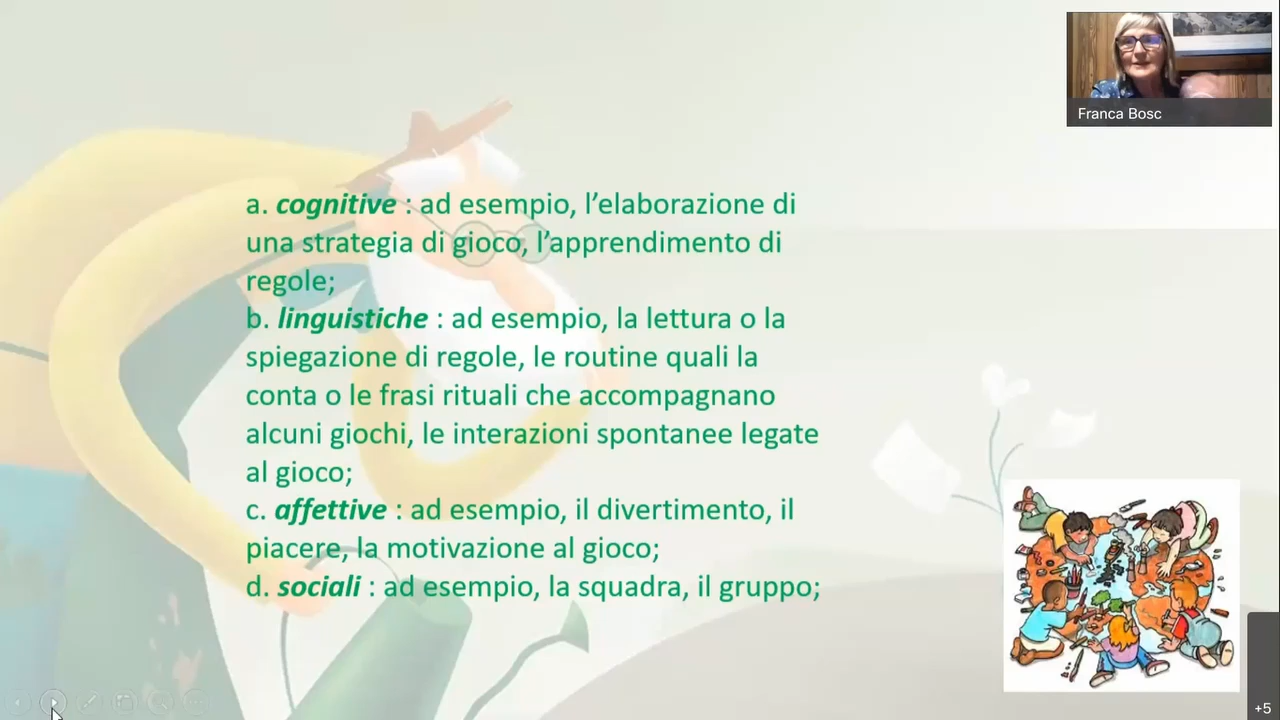 Franca Bosc
a. cognitive : ad esempio, l’elaborazione di
una strategia di gioco, l’apprendimento di
regole;
b. linguistiche : ad esempio, la lettura o la
spiegazione di regole, le routine quali la
conta o le frasi rituali che accompagnano
alcuni giochi, le interazioni spontanee legate
al gioco;
c. affettive : ad esempio, il divertimento, il
piacere, la motivazione al gioco;
d. sociali : ad esempio, la squadra, il gruppo;
+5